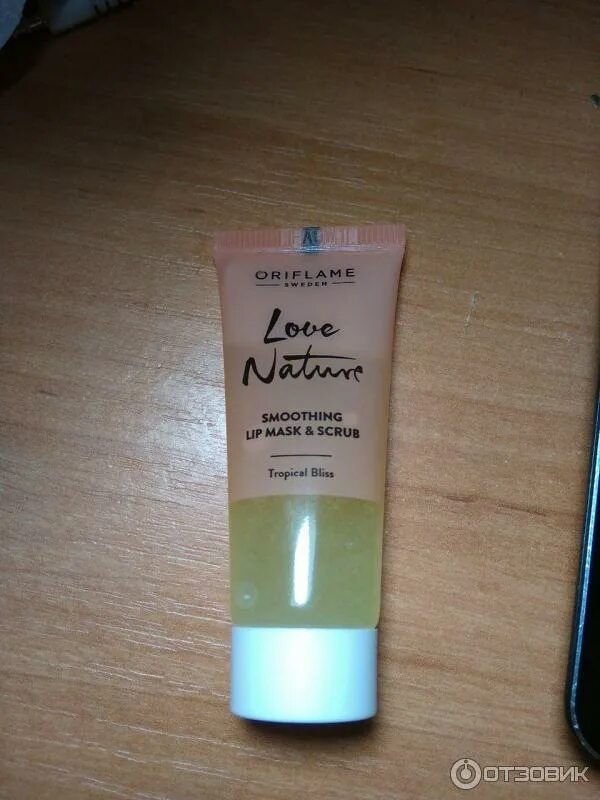 ORIFLAME
SWEDEN
Love
Nature
SMOOTHING
LIP MASK & SCRUB
Tropical Bliss
ОТЗОВИК